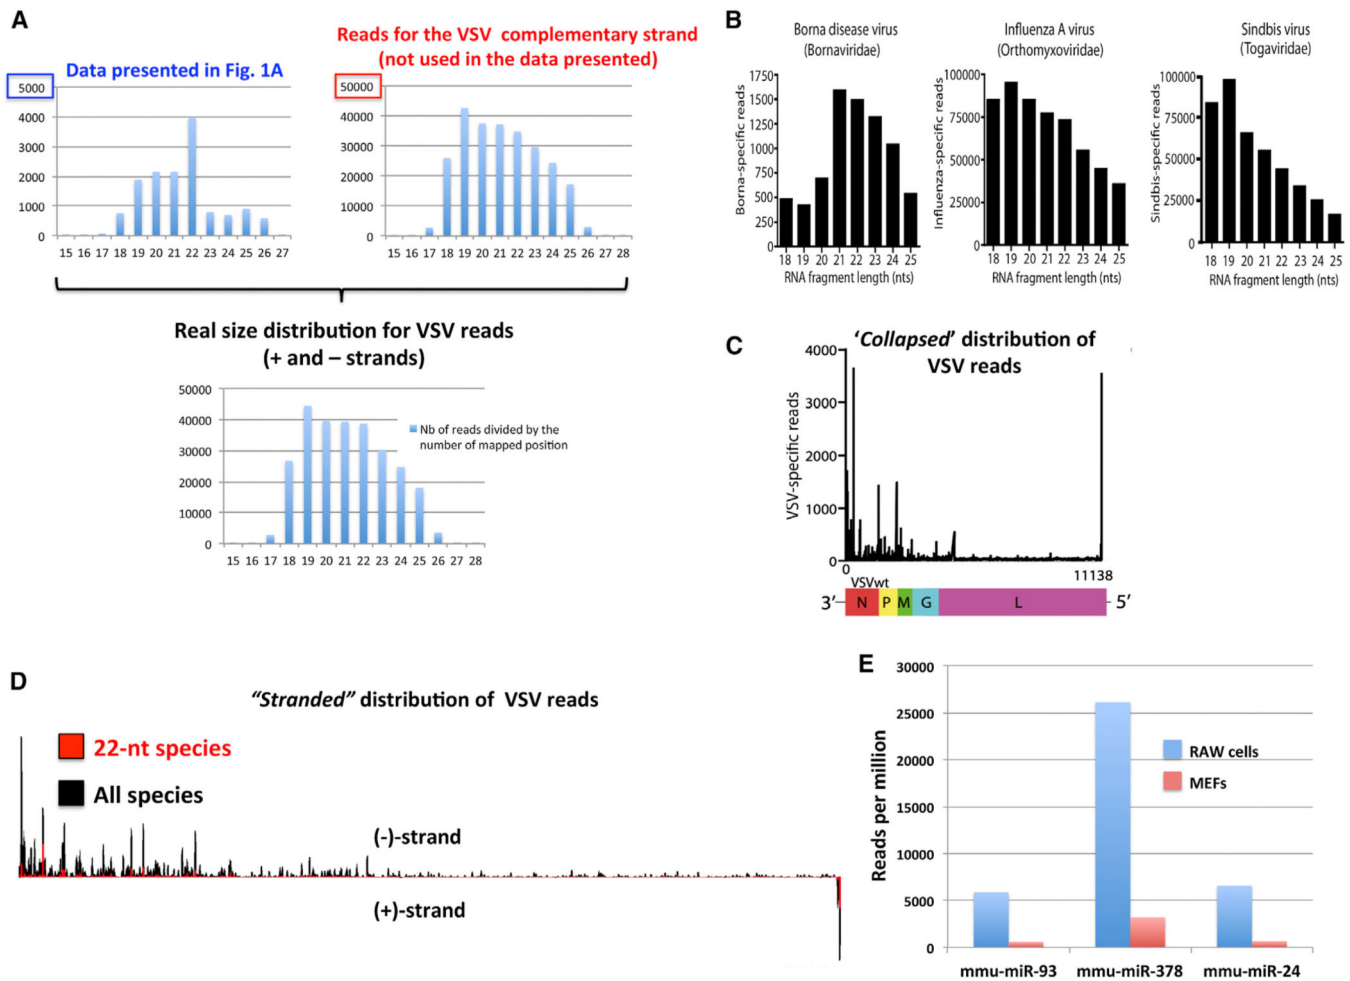 A
Data presented in Fig. 1A
5000
4000
3000
2000
1000
0
15 16 17 18 19 20 21 22 23 24 25 26 27
Reads for the VSV complementary strand
(not used in the data presented)
50000
40000
30000
20000
10000
0
15 16 17 18 19 20 21 22 23 24 25 26 27 28
Real size distribution for VSV reads
(+ and – strands)
50000
40000
30000
20000
10000
0
15 16 17 18 19 20 21 22 23 24 25 26 27 28
Nb of reads divided by the
number of mapped position
B
Borna disease virus
(Bornaviridae)
Borna-specific reads
1750
1500
1250
1000
750
500
250
0
18 19 20 21 22 23 24 25
RNA fragment length (nts)
Influenza A virus
(Orthomyxoviridae)
Influenza-specific reads
100000
75000
50000
25000
0
18 19 20 21 22 23 24 25
RNA fragment length (nts)
Sindbis virus
(Togaviridae)
Sindbis-specific reads
100000
75000
50000
25000
0
18 19 20 21 22 23 24 25
RNA fragment length (nts)
C
‘Collapsed’ distribution of
VSV reads
VSV-specific reads
4000
3000
2000
1000
0
0
11138
VSVwt
3′ N P M G L 5′
D
“Stranded” distribution of VSV reads
22-nt species
All species
(-)-strand
(+)-strand
E
Reads per million
30000
25000
20000
15000
10000
5000
0
RAW cells
MEFs
mmu-miR-93 mmu-miR-378 mmu-miR-24